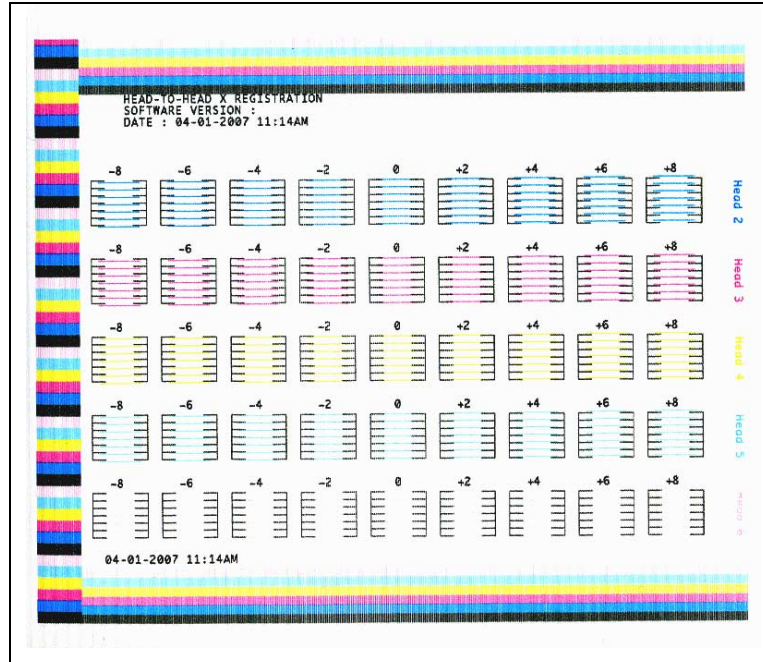 HEAD-TO-HEAD X REGISTRATION
SOFTWARE VERSION :
DATE : 04-01-2007 11:14AM
-8 -6 -4 -2 0 +2 +4 +6 +8
Head 2
-8 -6 -4 -2 0 +2 +4 +6 +8
Head 3
-8 -6 -4 -2 0 +2 +4 +6 +8
Head 4
-8 -6 -4 -2 0 +2 +4 +6 +8
Head 5
-8 -6 -4 -2 0 +2 +4 +6 +8
Head 6
04-01-2007 11:14AM